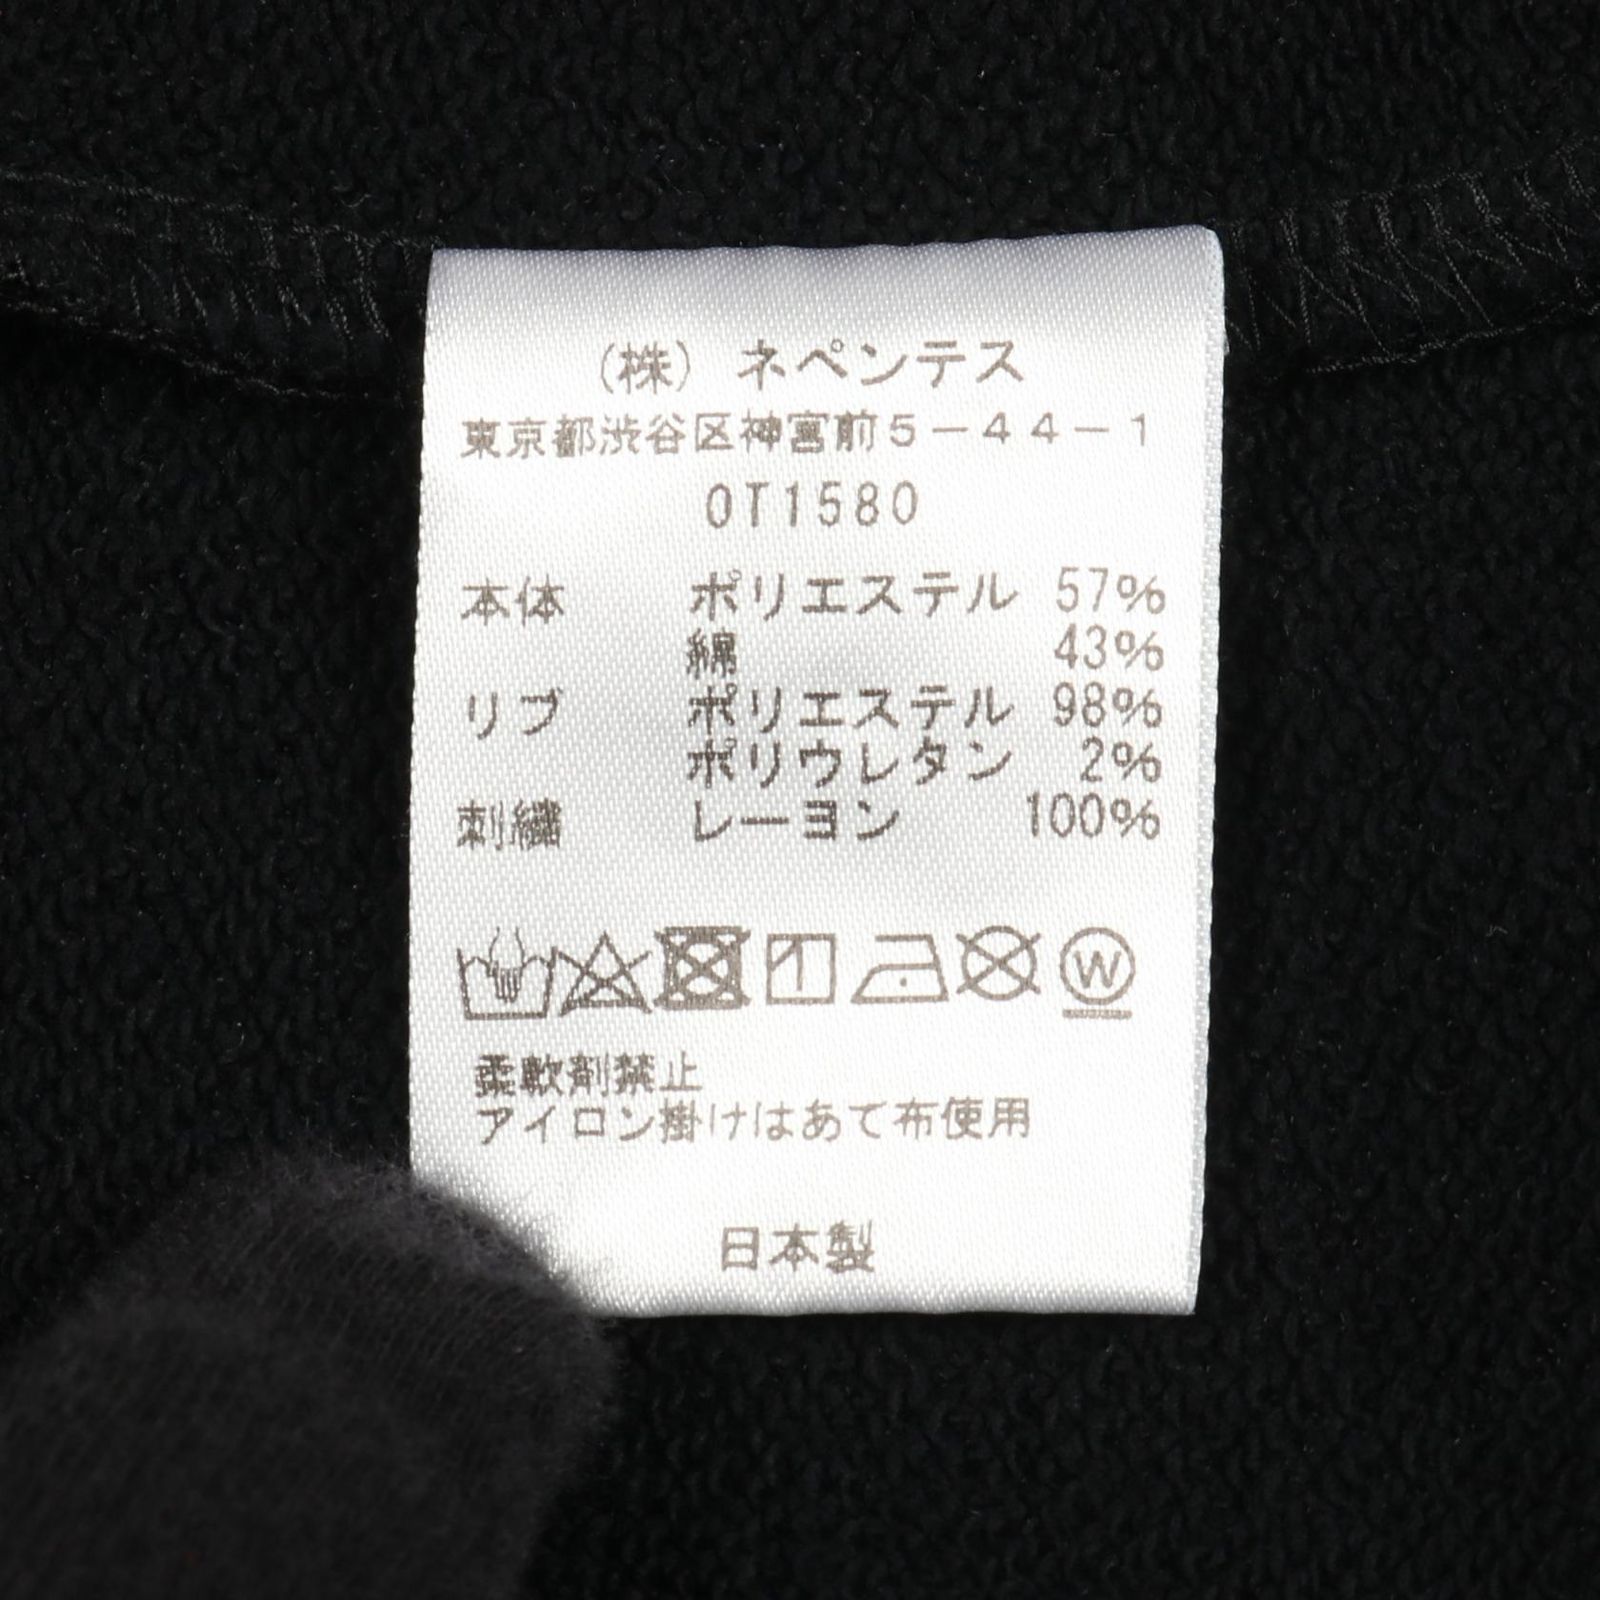 (株) ネペンテス
東京都渋谷区神宮前5-44-1
OT1580
本体 ポリエステル 57%
綿 43%
リブ ポリエステル 98%
ポリウレタン 2%
刺繍 レーヨン 100%
W
柔軟剤禁止
アイロン掛けはあて布使用
日本製